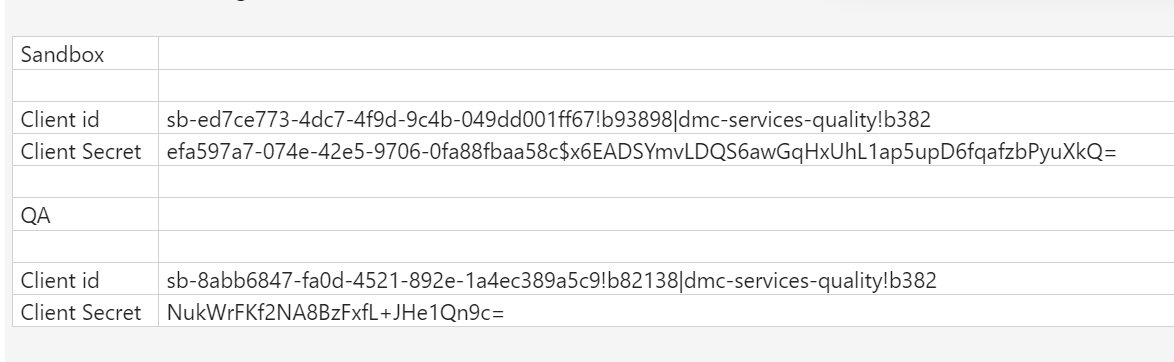 Sandbox
Client id sb-ed7ce773-4dc7-4f9d-9c4b-049dd001ff67!b93898|dmc-services-quality!b382
Client Secret efa597a7-074e-42e5-9706-0fa88fbaa58c$x6EADSYmvLDQS6awGqHxUhL1ap5upD6fqafzbPyuXkQ=
QA
Client id sb-8abb6847-fa0d-4521-892e-1a4ec389a5c9!b82138|dmc-services-quality!b382
Client Secret NukWrFKf2NA8BzFxfL+JHe1Qn9c=